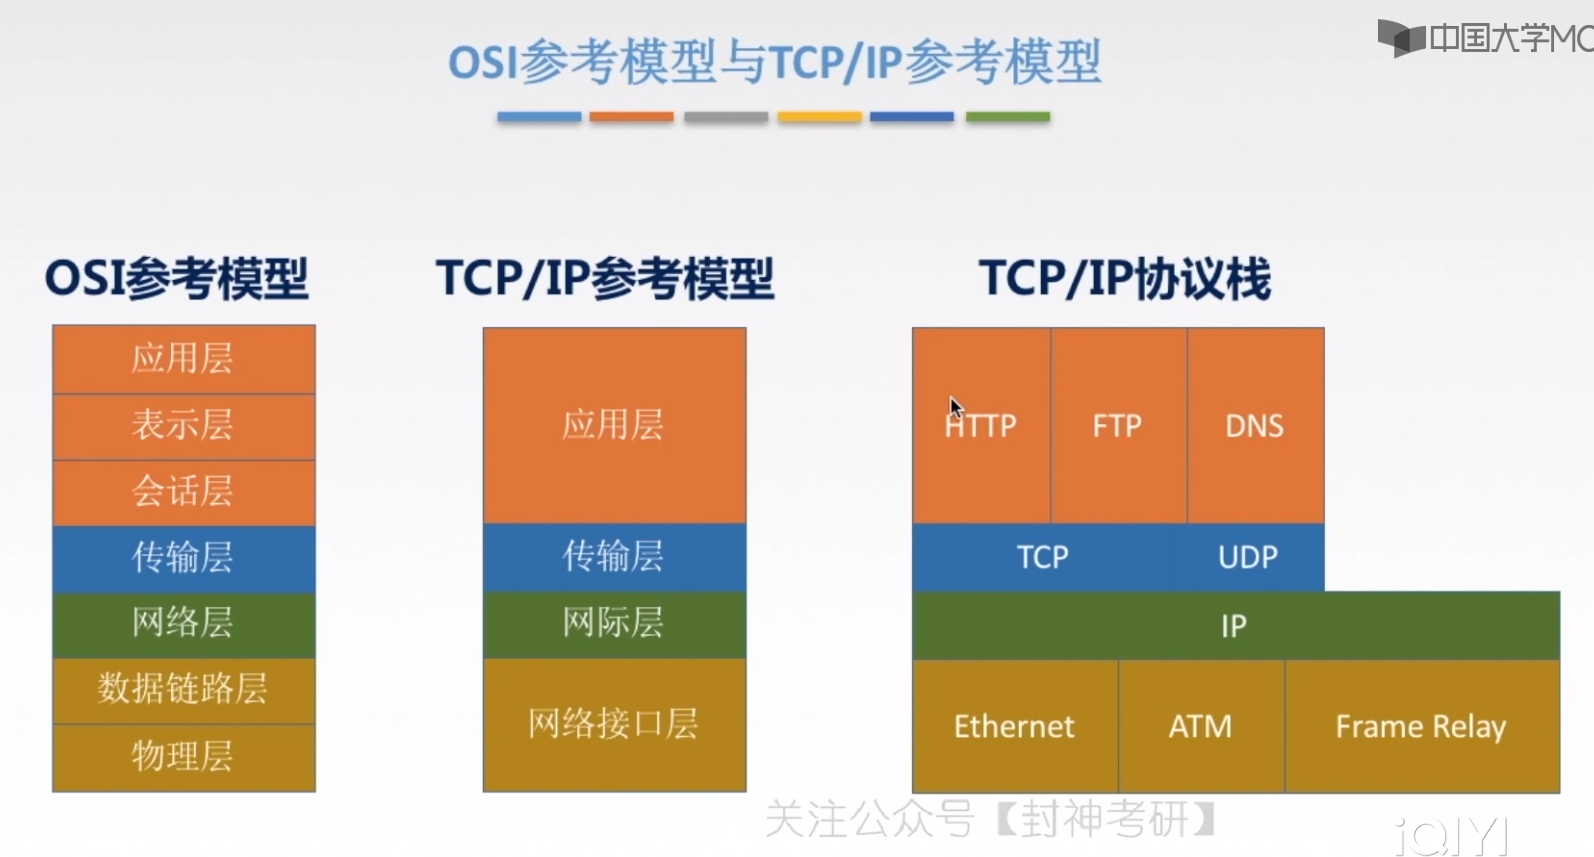 中国大学MO
OSI参考模型与TCP/IP参考模型
OSI参考模型
TCP/IP参考模型
TCP/IP协议栈
应用层
表示层
会话层
传输层
网络层
数据链路层
物理层
应用层
传输层
网际层
网络接口层
HTTP
FTP
DNS
TCP
UDP
IP
Ethernet
ATM
Frame Relay
关注公众号【封神考研】
iQIYI